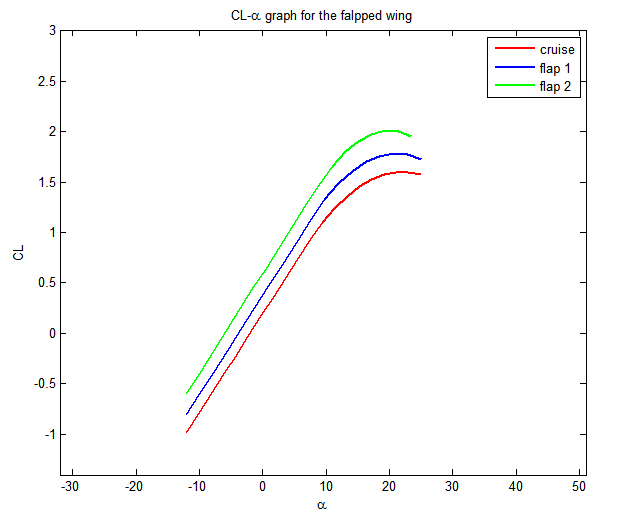 CL-α graph for the falpped wing
cruise
flap 1
flap 2
3
2.5
2
1.5
1
0.5
0
-0.5
-1
CL
-30 -20 -10 0 10 20 30 40 50
α